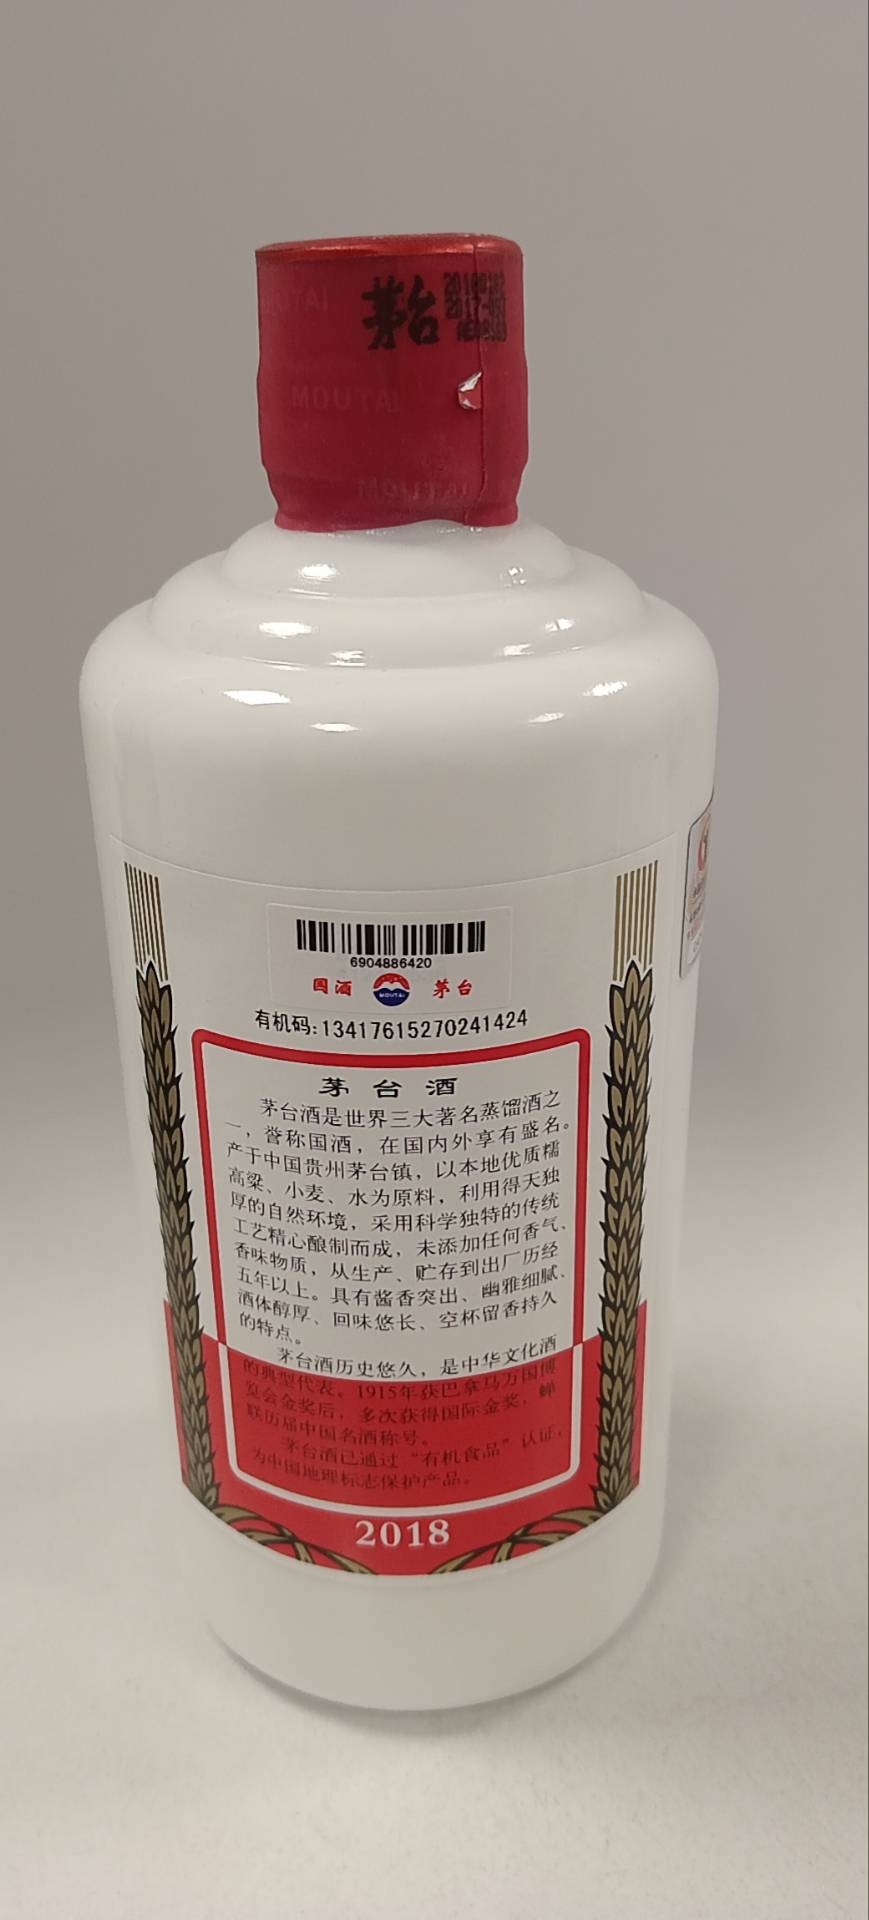 茅台
MOUTAI
MOUTAI
6904886420
国酒 MOUTAI 茅台
有机码:13417615270241424
茅台酒
茅台酒是世界三大著名蒸馏酒之
一，誉称国酒，在国内外享有盛名。
产于中国贵州茅台镇，以本地优质糯
高粱、小麦、水为原料，利用得天独
厚的自然环境，采用科学独特的传统
工艺精心酿制而成，未添加任何香气、
香味物质，从生产、贮存到出厂历经
五年以上。具有酱香突出、幽雅细腻、
酒体醇厚、回味悠长、空杯留香持久
的特点。
茅台酒历史悠久，是中华文化酒
的典型代表。1915年获巴拿马万国博
览会金奖后，多次获得国际金奖，蝉
联历届中国名酒称号。
茅台酒已通过“有机食品”认证，
为中国地理标志保护产品。
2018